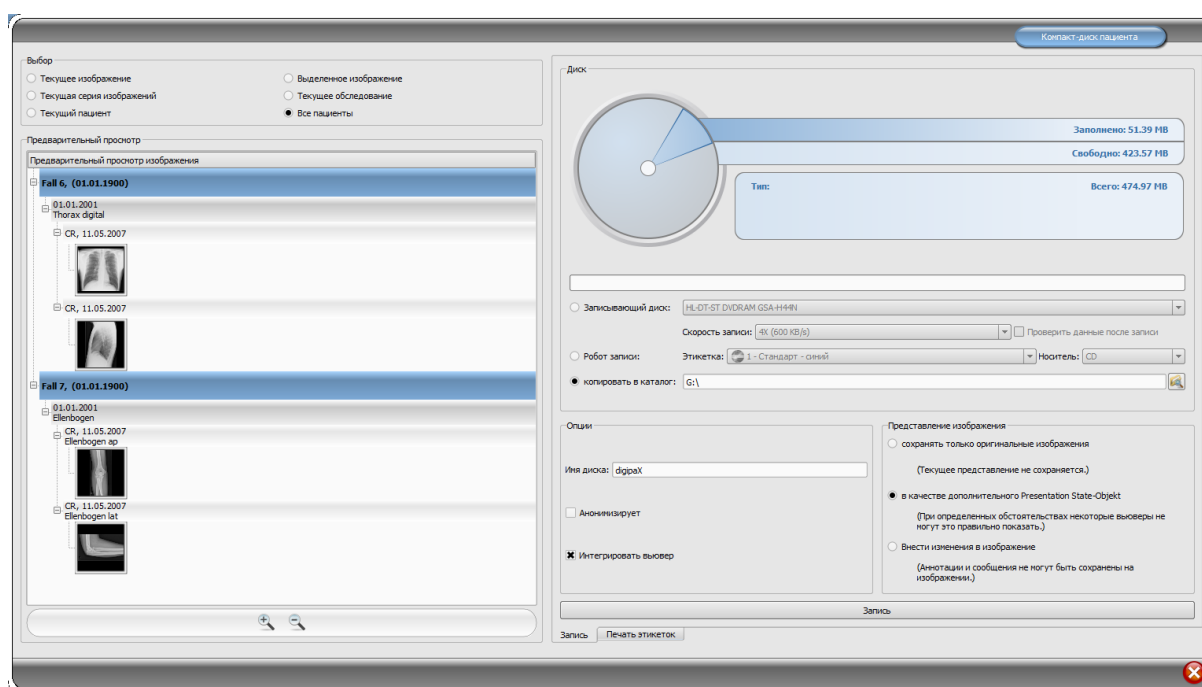 Компакт-диск пациента
Выбор
Текущее изображение
Выделенное изображение
Текущая серия изображений
Текущее обследование
Текущий пациент
Все пациенты
Предварительный просмотр
Предварительный просмотр изображения
Fall 6, (01.01.1900)
01.01.2001
Thorax digital
CR, 11.05.2007
CR, 11.05.2007
Fall 7, (01.01.1900)
01.01.2001
Ellenbogen
CR, 11.05.2007
Ellenbogen ap
CR, 11.05.2007
Ellenbogen lat
Диск
Заполнено: 51.39 MB
Свободно: 423.57 MB
Тип:
Всего: 474.97 MB
Записывающий диск: HL-DT-ST DVDRAM GSA-H44N
Скорость записи: 4X (600 KB/s) Проверить данные после записи
Робот записи: Этикетка: 1 - Стандарт - синий Носитель: CD
копировать в каталог: G:\
Опции
Имя диска: digipaX
Анонимизирует
Интегрировать вьювер
Представление изображения
сохранять только оригинальные изображения
(Текущее представление не сохраняется.)
в качестве дополнительного Presentation State-Objekt
(При определенных обстоятельствах некоторые вьюверы не
могут это правильно показать.)
Внести изменения в изображение
(Аннотации и сообщения не могут быть сохранены на
изображении.)
Запись
Запись Печать этикеток